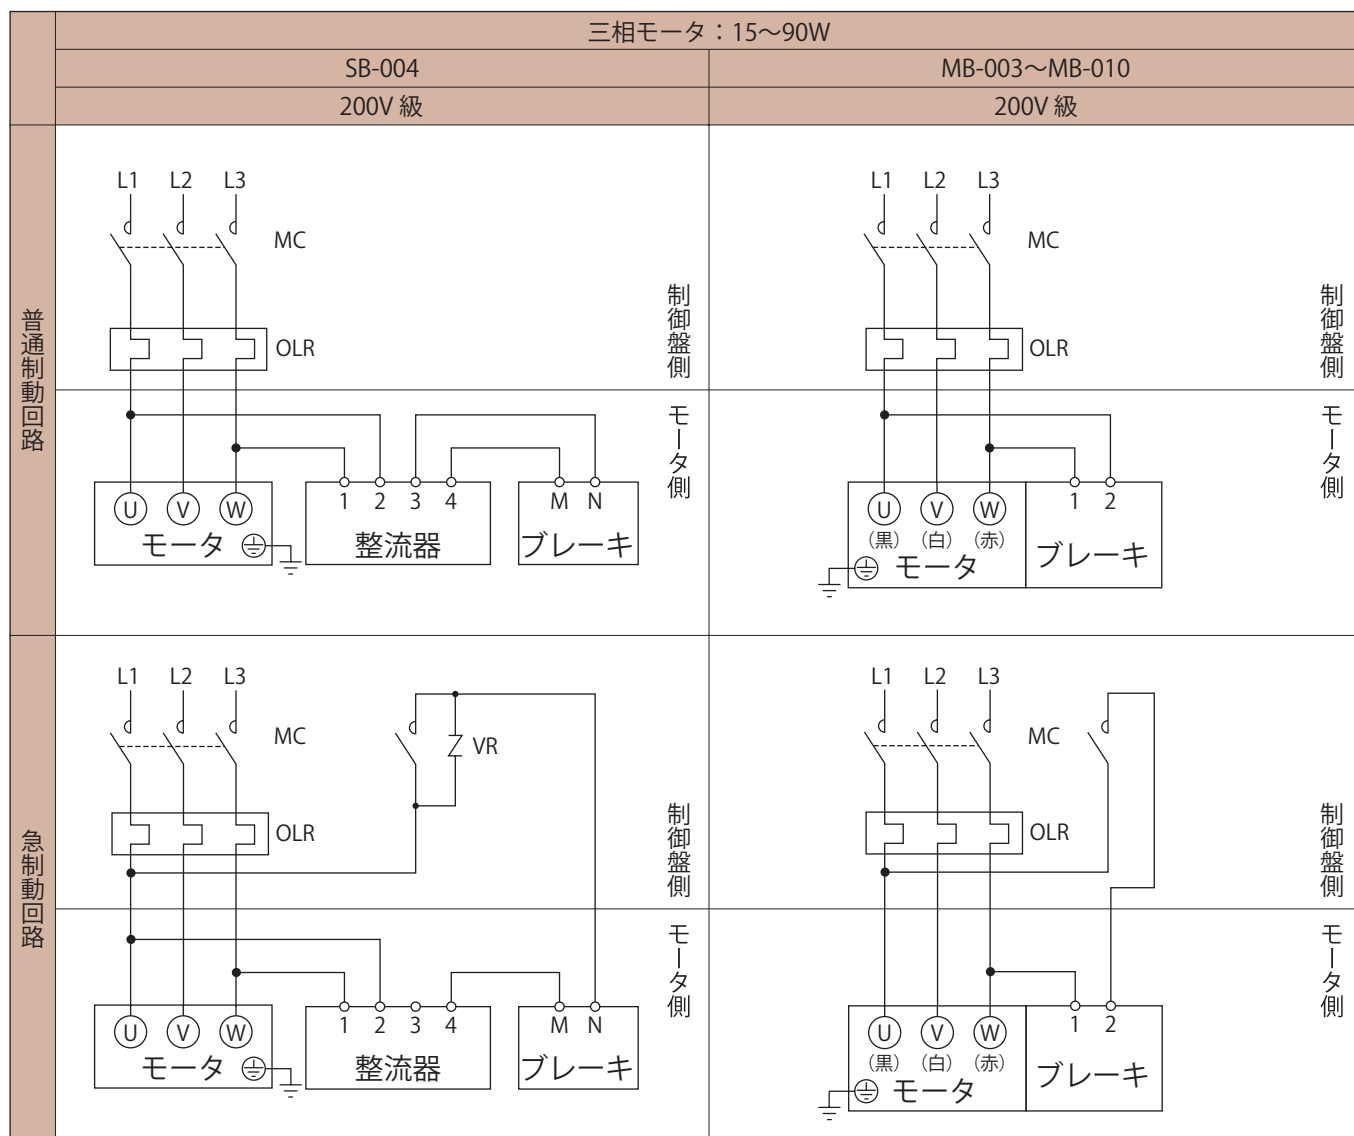 三相モータ：15〜90W
SB-004
MB-003〜MB-010
200V 級
200V 級
普通制動回路
L1 L2 L3
MC
OLR
制御盤側
モータ側
U V W
モータ
1 2 3 4
整流器
M N
ブレーキ
L1 L2 L3
MC
OLR
制御盤側
モータ側
U V W
(黒) (白) (赤)
モータ
1 2
ブレーキ
急制動回路
L1 L2 L3
MC
VR
OLR
制御盤側
モータ側
U V W
モータ
1 2 3 4
整流器
M N
ブレーキ
L1 L2 L3
MC
OLR
制御盤側
モータ側
U V W
(黒) (白) (赤)
モータ
1 2
ブレーキ